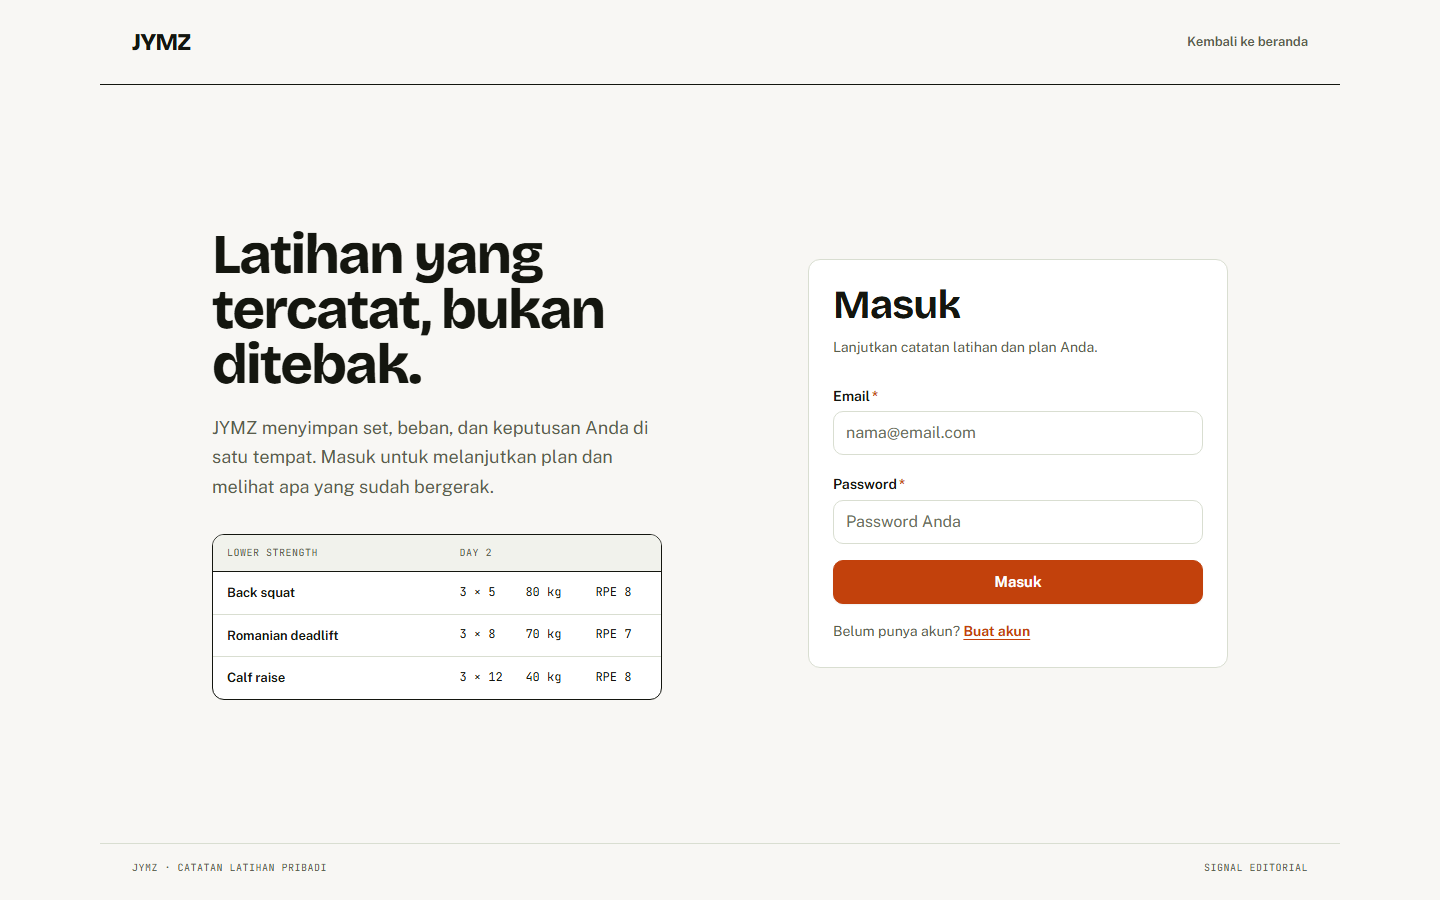 JYMZ
Kembali ke beranda
Latihan yang
tercatat, bukan
ditebak.
JYMZ menyimpan set, beban, dan keputusan Anda di
satu tempat. Masuk untuk melanjutkan plan dan
melihat apa yang sudah bergerak.
LOWER STRENGTH DAY 2
Back squat 3 × 5 80 kg RPE 8
Romanian deadlift 3 × 8 70 kg RPE 7
Calf raise 3 × 12 40 kg RPE 8
Masuk
Lanjutkan catatan latihan dan plan Anda.
Email *
nama@email.com
Password *
Password Anda
Masuk
Belum punya akun? Buat akun
JYMZ · CATATAN LATIHAN PRIBADI
SIGNAL EDITORIAL